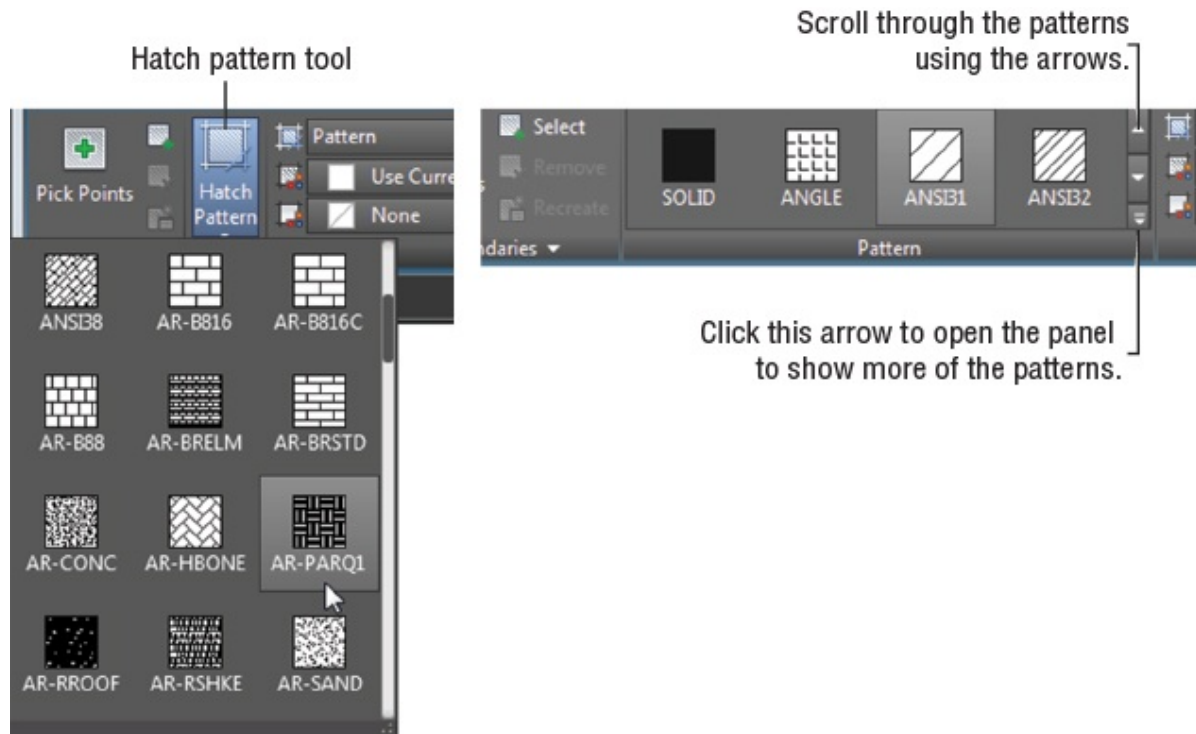 Hatch pattern tool
Scroll through the patterns
using the arrows.
Pick Points
Hatch
Pattern
Pattern
Use Curre
None
ANSI38
AR-B816
AR-B816C
AR-B88
AR-BRELM
AR-BRSTD
AR-CONC
AR-HBONE
AR-PARQ1
AR-RROOF
AR-RSHKE
AR-SAND
Select
Remove
s
Recreate
ndaries
SOLID
ANGLE
ANSI31
ANSI32
Pattern
Click this arrow to open the panel
to show more of the patterns.